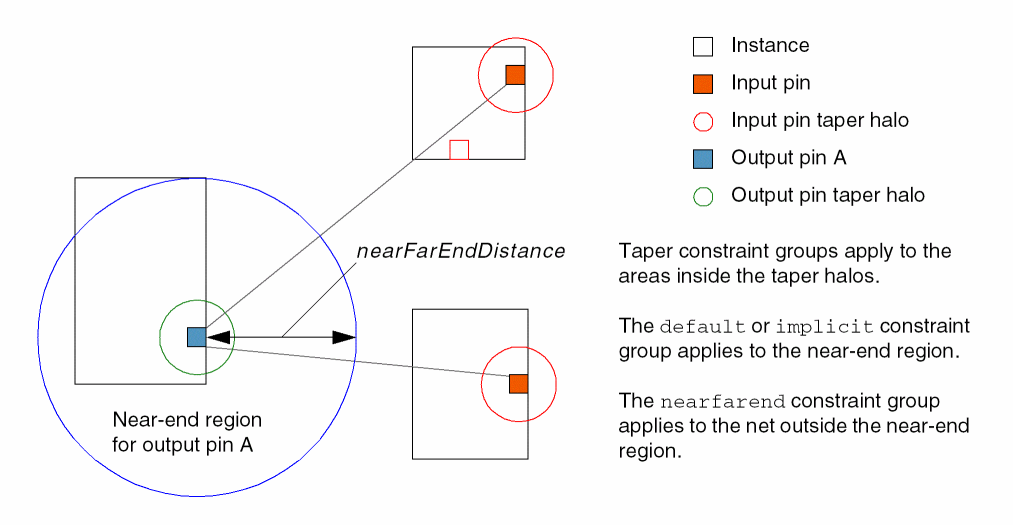 Instance
Input pin
Input pin taper halo
Output pin A
Output pin taper halo
nearFarEndDistance
Taper constraint groups apply to the
areas inside the taper halos.
The default or implicit constraint
group applies to the near-end region.
The nearfarend constraint group
applies to the net outside the near-end
region.
Near-end region
for output pin A